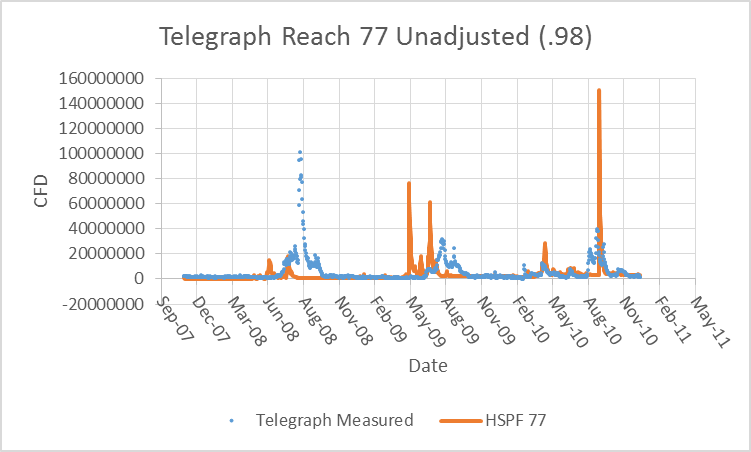 Telegraph Reach 77 Unadjusted (.98)
160000000
140000000
120000000
100000000
80000000
60000000
40000000
20000000
0
-20000000
CFD
Sep-07
Dec-07
Mar-08
Jun-08
Aug-08
Nov-08
Feb-09
May-09
Aug-09
Nov-09
Feb-10
May-10
Aug-10
Nov-10
Feb-11
May-11
Date
Telegraph Measured
HSPF 77